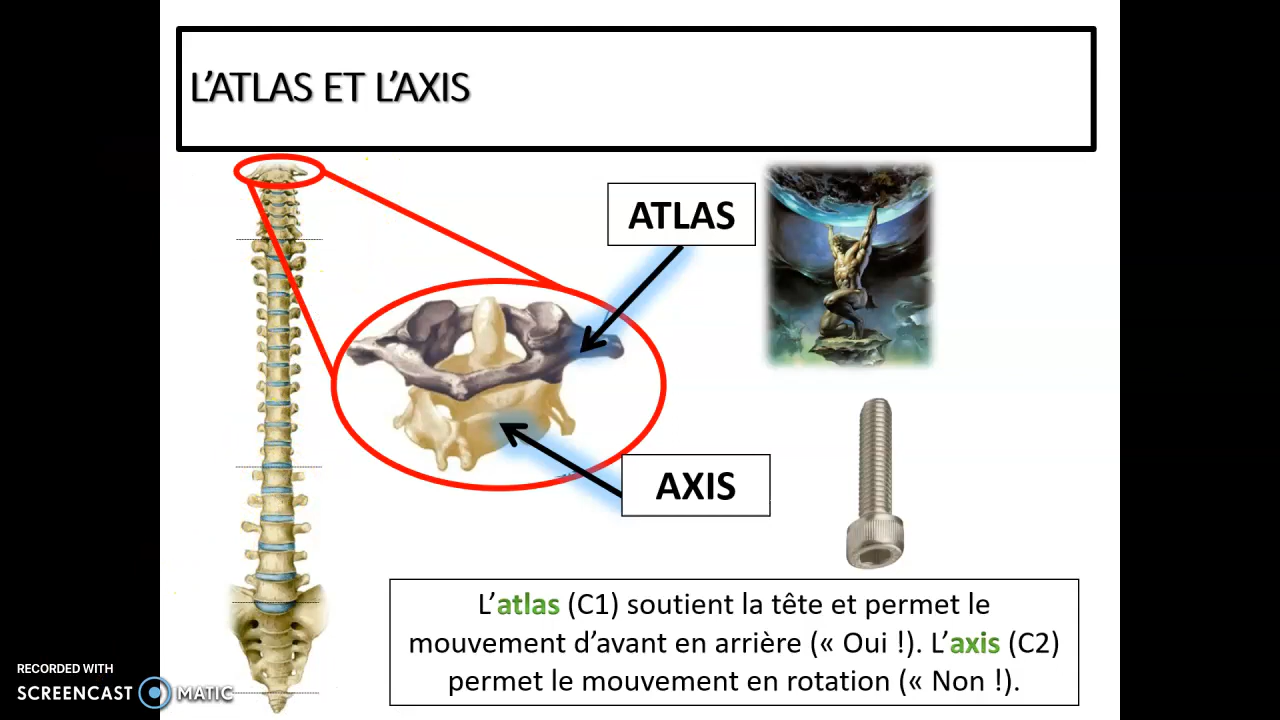 L'ATLAS ET L'AXIS
ATLAS
AXIS
L'atlas (C1) soutient la tête et permet le
mouvement d'avant en arrière (« Oui !). L'axis (C2)
permet le mouvement en rotation (« Non !).
RECORDED WITH
SCREENCAST MATIC